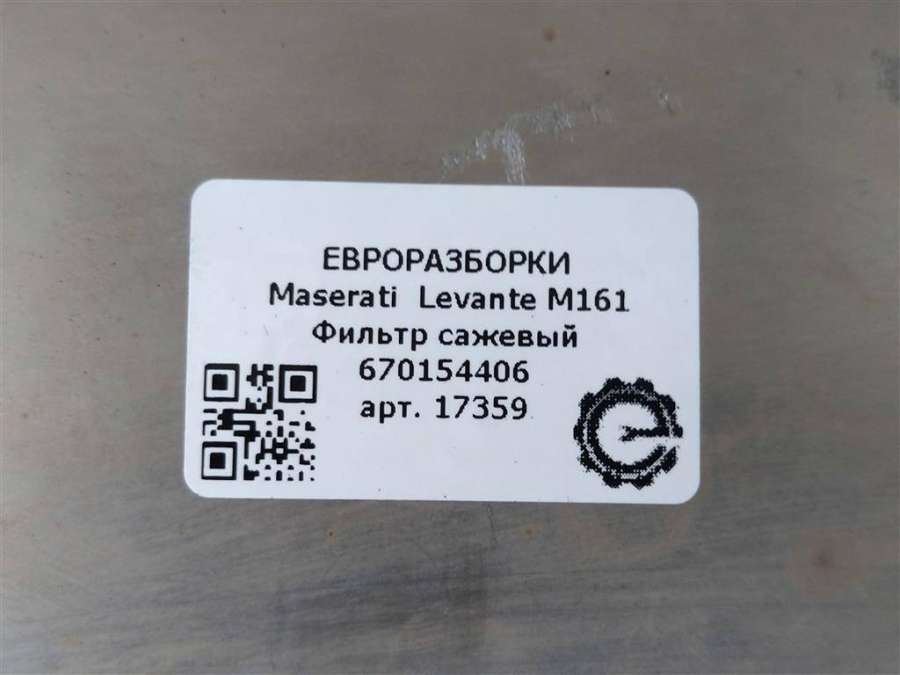 ЕВРОРАЗБОРКИ
Maserati Levante M161
Фильтр сажевый
670154406
арт. 17359